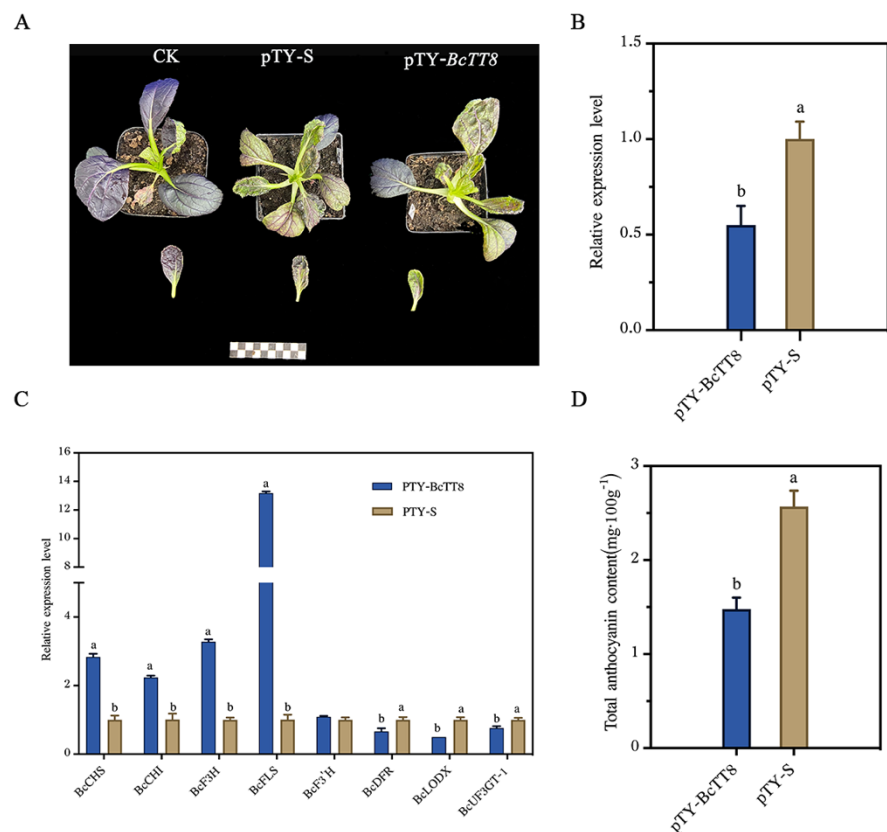 A
CK
pTY-S
pTY-BcTT8
B
Relative expression level
1.5
1.0
0.5
0.0
b
a
pTY-BcTT8
pTY-S
C
Relative expression level
16
14
12
10
8
4
2
0
PTY-BcTT8
PTY-S
a
b
a
b
a
b
a
b
b
a
b
a
b
a
BcCHS
BcCHI
BcF3H
BcFLS
BcF3'H
BcDFR
BcLODX
BcUF3GT-1
D
Total anthocyanin content(mg·100g⁻¹)
3
2
1
0
b
a
pTY-BcTT8
pTY-S